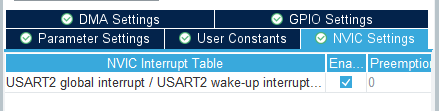 DMA Settings GPIO Settings
Parameter Settings User Constants NVIC Settings
NVIC Interrupt Table Ena... Preemption
USART2 global interrupt / USART2 wake-up interrupt... 0